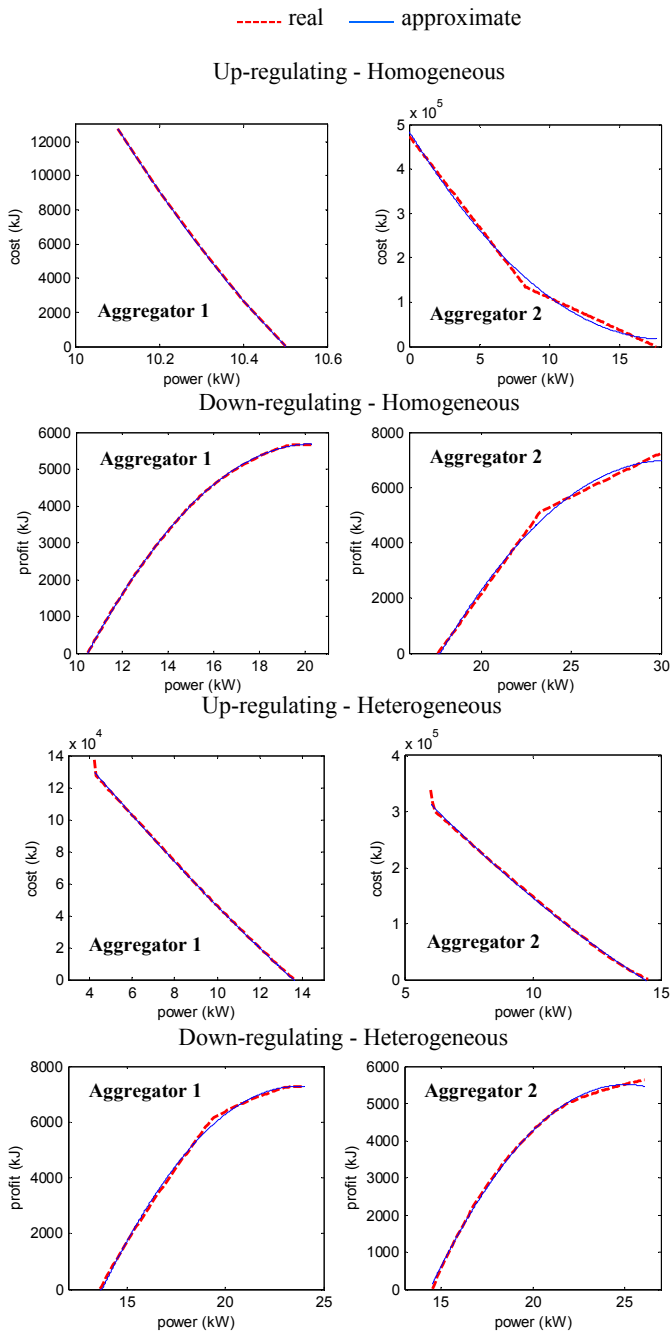 real approximate
Up-regulating - Homogeneous
12000
10000
8000
6000
4000
2000
0
10 10.2 10.4 10.6
cost (kJ)
power (kW)
Aggregator 1
x 10^5
5
4
3
2
1
0
0 5 10 15
cost (kJ)
power (kW)
Aggregator 2
Down-regulating - Homogeneous
6000
5000
4000
3000
2000
1000
0
10 12 14 16 18 20
profit (kJ)
power (kW)
Aggregator 1
8000
6000
4000
2000
0
20 25 30
profit (kJ)
power (kW)
Aggregator 2
Up-regulating - Heterogeneous
x 10^4
14
12
10
8
6
4
2
0
4 6 8 10 12 14
cost (kJ)
power (kW)
Aggregator 1
x 10^5
4
3
2
1
0
5 10 15
cost (kJ)
power (kW)
Aggregator 2
Down-regulating - Heterogeneous
8000
6000
4000
2000
0
15 20 25
profit (kJ)
power (kW)
Aggregator 1
6000
5000
4000
3000
2000
1000
0
15 20 25
profit (kJ)
power (kW)
Aggregator 2